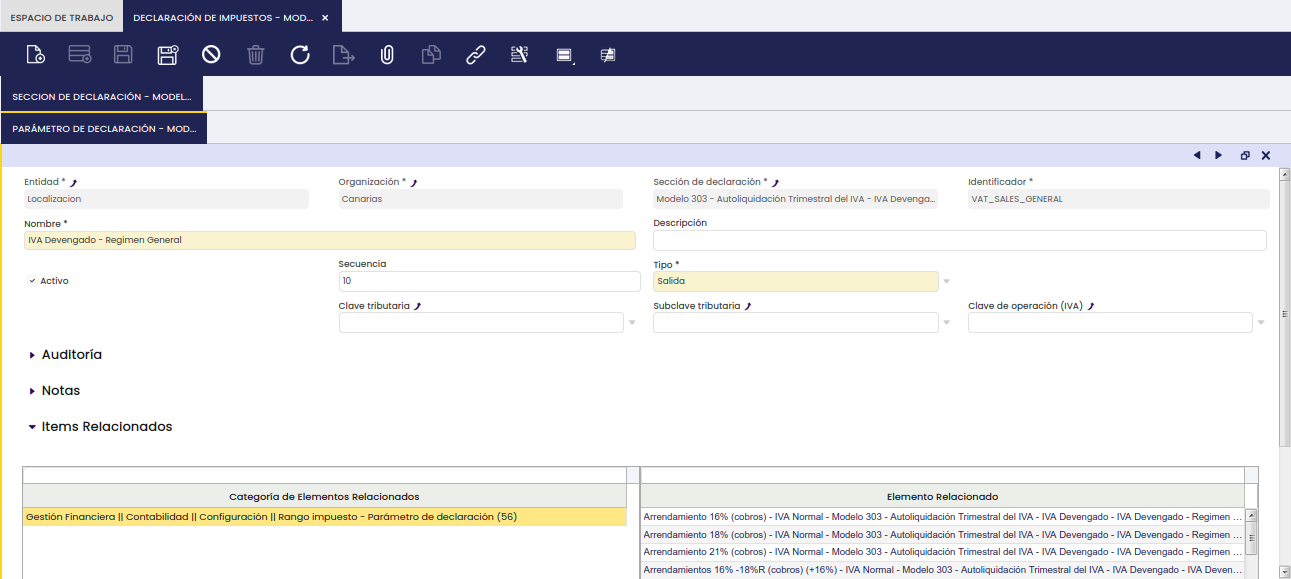 ESPACIO DE TRABAJO
DECLARACIÓN DE IMPUESTOS - MOD...
SECCION DE DECLARACIÓN - MODEL...
PARÁMETRO DE DECLARACIÓN - MOD...
Entidad * Organización * Sección de declaración * Identificador *
Localizacion Canarias Modelo 303 - Autoliquidación Trimestral del IVA - IVA Devenga... VAT_SALES_GENERAL
Nombre * Descripción
IVA Devengado - Regimen General
Secuencia Tipo *
Activo 10 Salida
Clave tributaria Subclave tributaria Clave de operación (IVA)
Auditoría
Notas
Items Relacionados
Categoría de Elementos Relacionados Elemento Relacionado
Gestión Financiera || Contabilidad || Configuración || Rango impuesto - Parámetro de declaración (56)
Arrendamiento 16% (cobros) - IVA Normal - Modelo 303 - Autoliquidación Trimestral del IVA - IVA Devengado - IVA Devengado - Regimen ...
Arrendamiento 18% (cobros) - IVA Normal - Modelo 303 - Autoliquidación Trimestral del IVA - IVA Devengado - IVA Devengado - Regimen ...
Arrendamiento 21% (cobros) - IVA Normal - Modelo 303 - Autoliquidación Trimestral del IVA - IVA Devengado - IVA Devengado - Regimen ...
Arrendamientos 16% -18%R (cobros) (+16%) - IVA Normal - Modelo 303 - Autoliquidación Trimestral del IVA - IVA Devengado - IVA Deven...